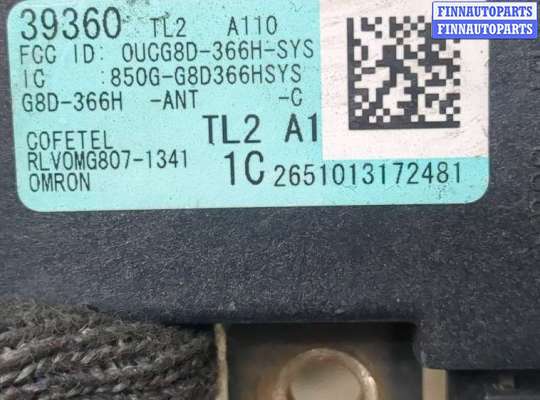 FINNAUTOPARTS
FINNAUTOPARTS
39360 TL2 A110
FCC ID: OUCG8D-366H-SYS
IC :850G-G8D366HSYS
G8D-366H -ANT -C
COFETEL TL2 A1
RLVOMG807-1341 1C 2651013172481
OMRON